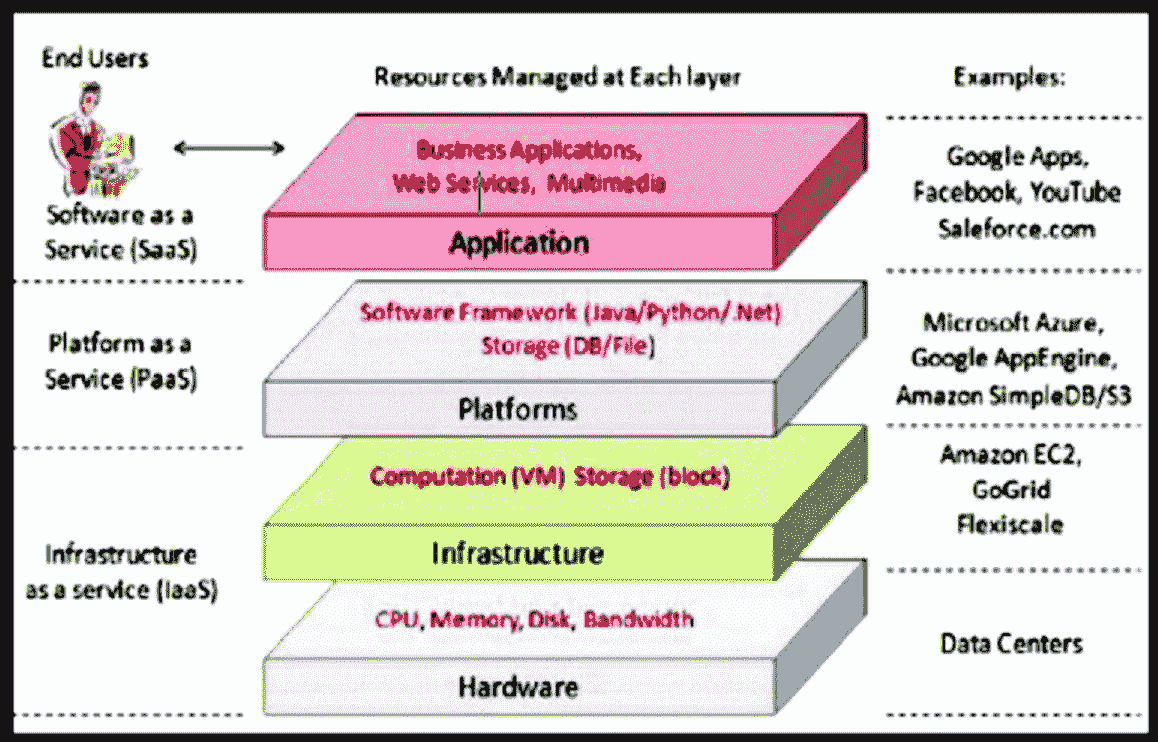 End Users
Resources Managed at Each layer
Examples:
Business Applications,
Web Services, Multimedia
Application
Software as a
Service (SaaS)
Google Apps,
Facebook, YouTube
Saleforce.com
Software Framework (Java/Python/.Net)
Storage (DB/File)
Platforms
Platform as a
Service (PaaS)
Microsoft Azure,
Google AppEngine,
Amazon SimpleDB/S3
Computation (VM) Storage (block)
Infrastructure
Amazon EC2,
GoGrid
Flexiscale
Infrastructure
as a service (IaaS)
CPU, Memory, Disk, Bandwidth
Hardware
Data Centers